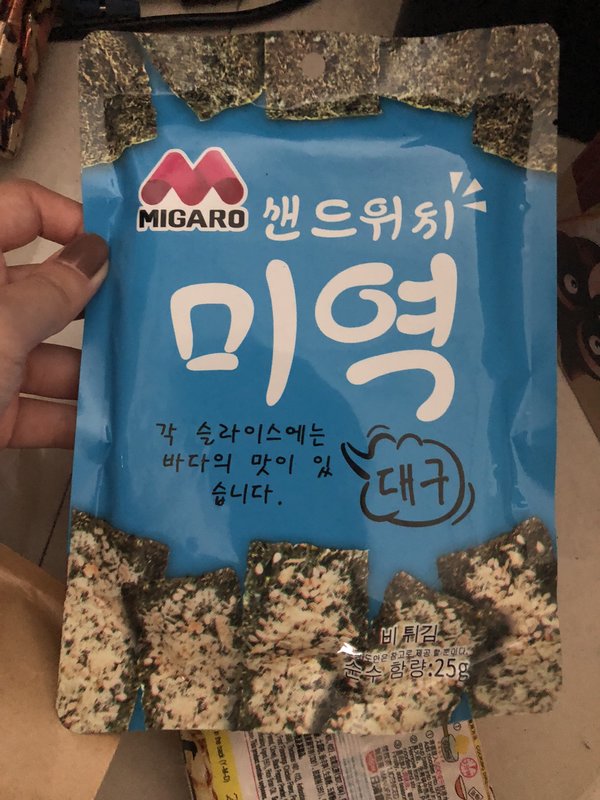 MIGARO
샌드위치
미역
각 슬라이스에는
바다의 맛이 있
습니다.
대구
비 튀김
순수 함량:25g